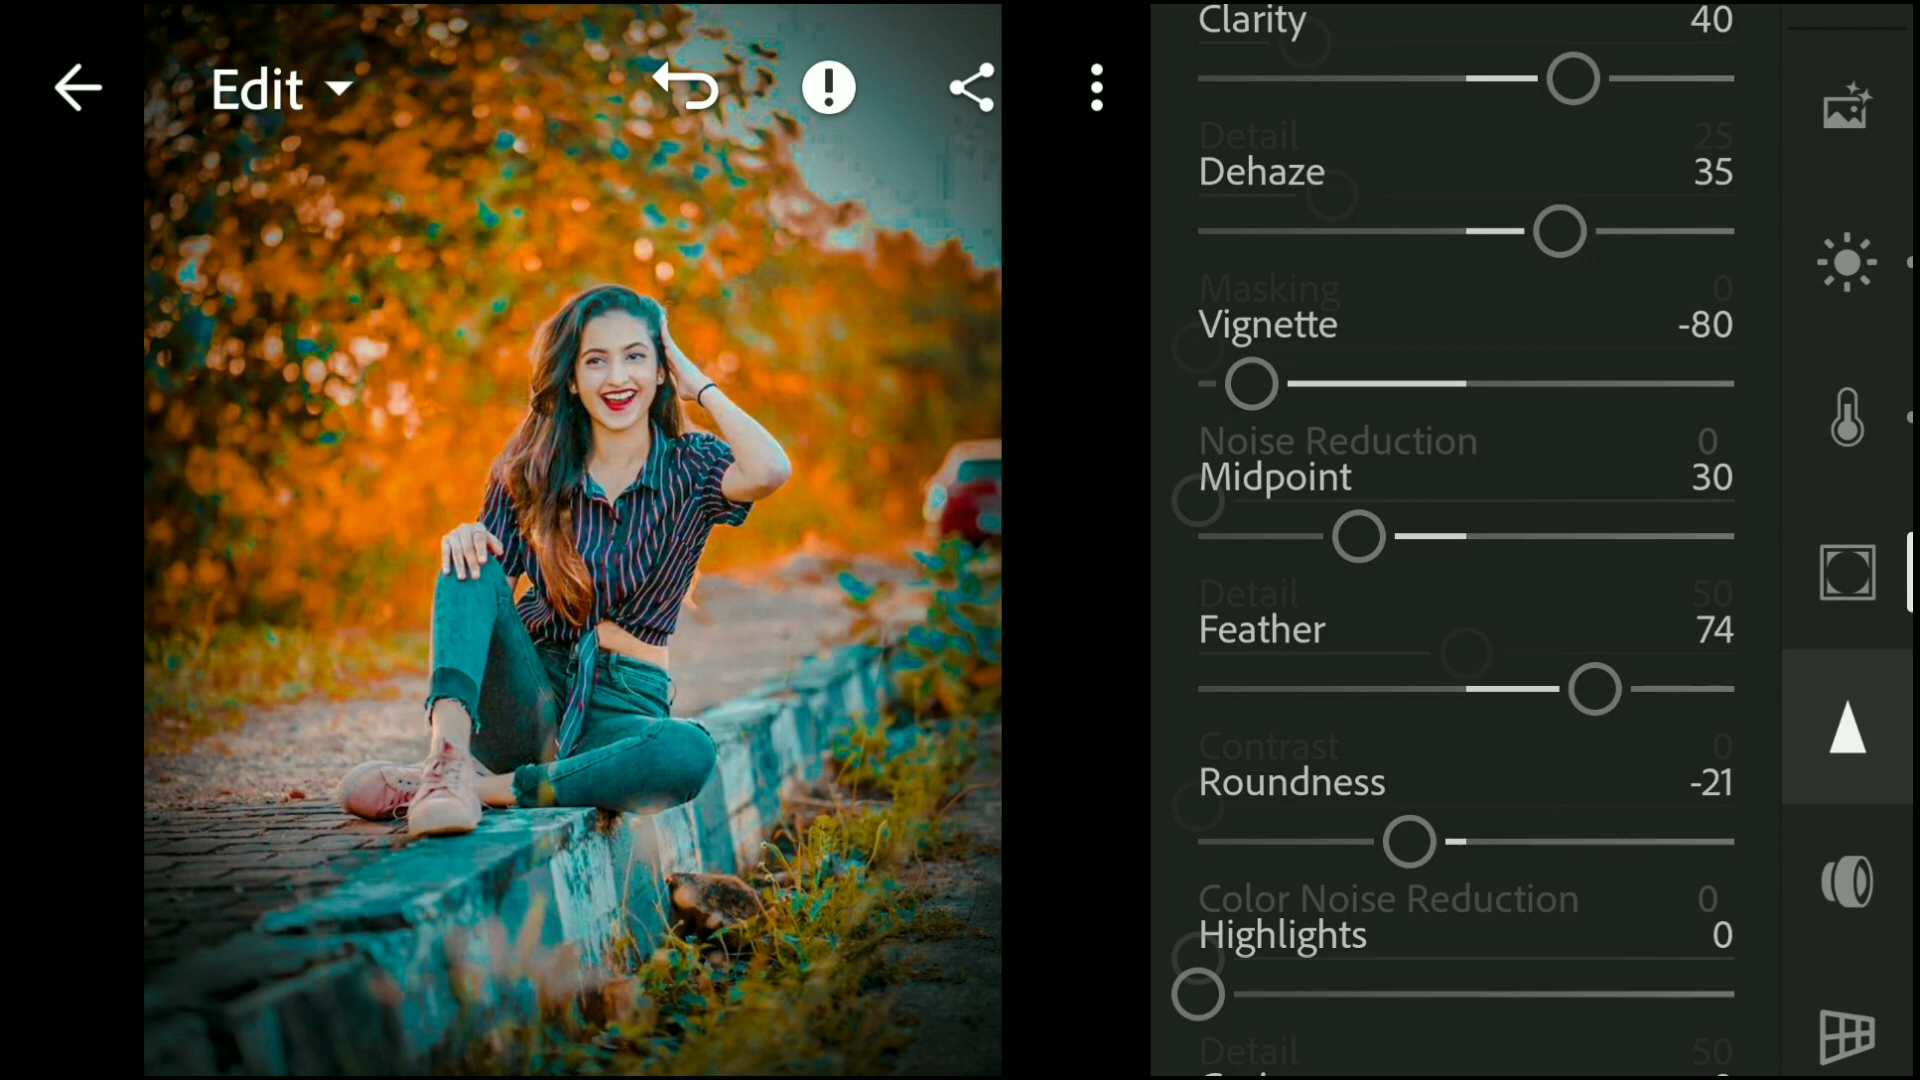 Edit
Clarity 40
Detail 25
Dehaze 35
Masking 0
Vignette -80
Noise Reduction 0
Midpoint 30
Detail 50
Feather 74
Contrast 0
Roundness -21
Color Noise Reduction 0
Highlights 0
Detail 50